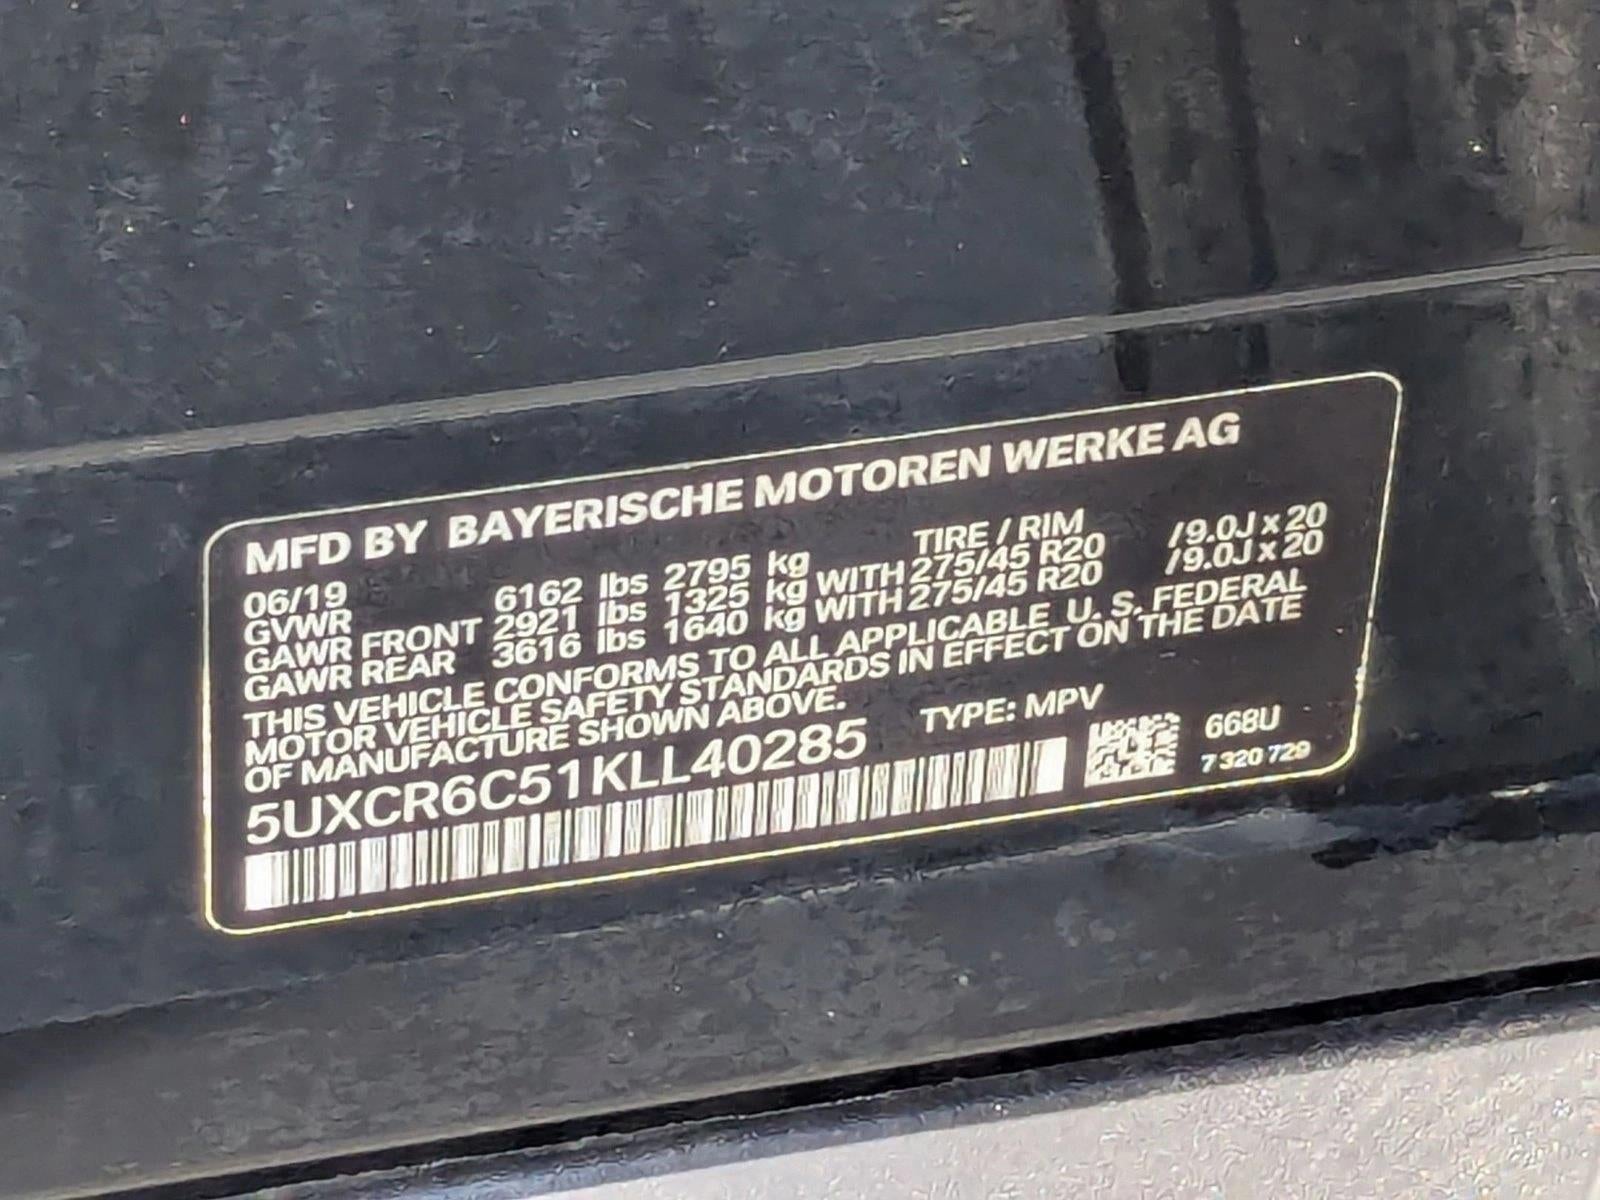 MFD BY BAYERISCHE MOTOREN WERKE AG
06/19 TIRE / RIM
GVWR 6162 lbs 2795 kg
GAWR FRONT 2921 lbs 1325 kg WITH 275/45 R20 /9.0J x 20
GAWR REAR 3616 lbs 1640 kg WITH 275/45 R20 /9.0J x 20
THIS VEHICLE CONFORMS TO ALL APPLICABLE U. S. FEDERAL
MOTOR VEHICLE SAFETY STANDARDS IN EFFECT ON THE DATE
OF MANUFACTURE SHOWN ABOVE.
5UXCR6C51KLL40285 TYPE: MPV
668U
7 320 729